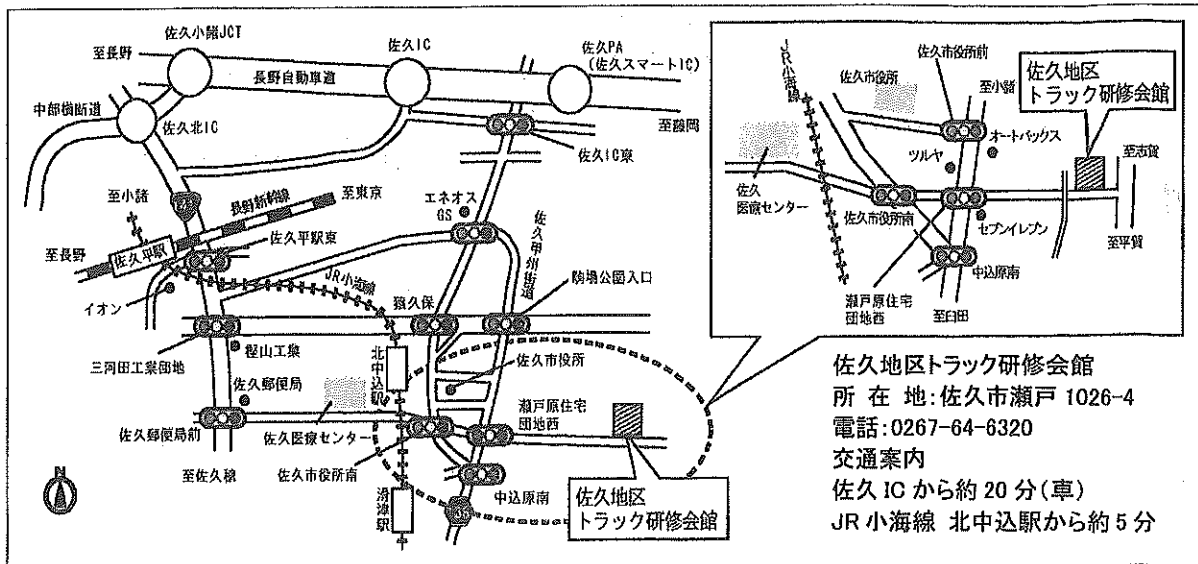 佐久小諸JCT
佐久IC
佐久PA
(佐久スマートIC)
至長野
長野自動車道
中部横断道
佐久北IC
至藤岡
佐久IC東
至小諸
長野新幹線
至東京
エネオス
GS
佐久甲州街道
至長野
佐久平駅
佐久平駅東
JR小海線
イオン
猿久保
駒場公園入口
三河田工業団地
樫山工業
北中込駅
佐久市役所
佐久郵便局
瀬戸原住宅
団地西
佐久郵便局前
佐久医療センター
佐久市役所南
至佐久穂
滑津駅
中込原南
佐久地区
トラック研修会館
N
JR小海線
佐久市役所
佐久市役所前
至小諸
佐久地区
トラック研修会館
オートバックス
ツルヤ
至志賀
佐久
医療センター
佐久市役所南
セブンイレブン
至平賀
中込原南
瀬戸原住宅
団地西
至臼田
佐久地区トラック研修会館
所 在 地:佐久市瀬戸 1026-4
電話:0267-64-6320
交通案内
佐久 IC から約 20 分(車)
JR 小海線 北中込駅から約 5 分